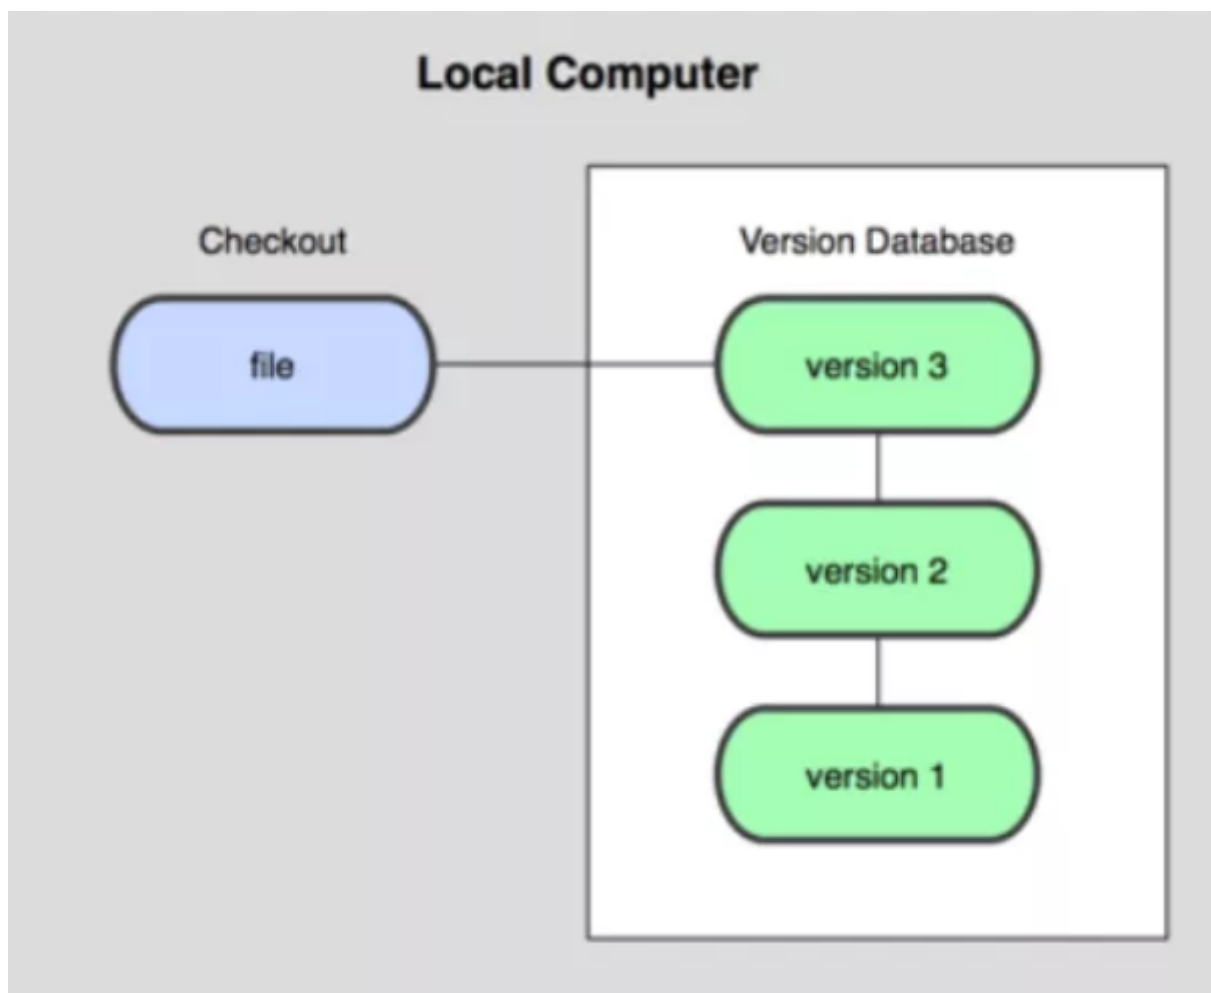 Local Computer
Checkout
Version Database
file
version 3
version 2
version 1